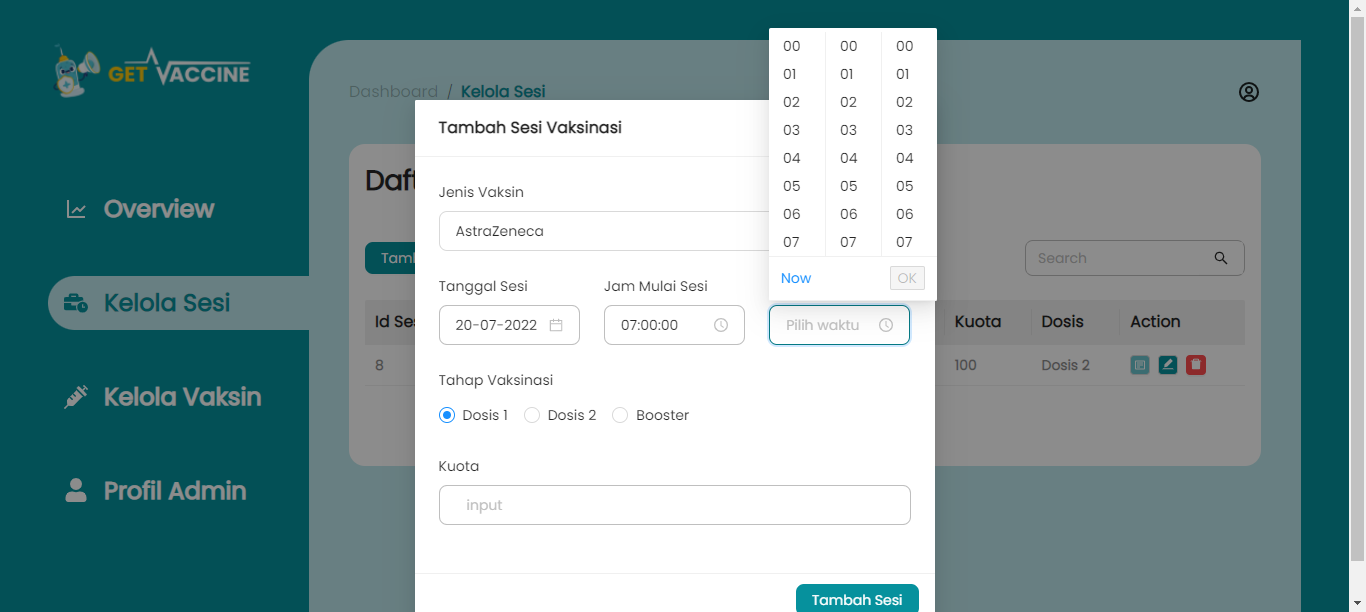 GET VACCINE
Dashboard / Kelola Sesi
Overview
Kelola Sesi
Kelola Vaksin
Profil Admin
Tambah Sesi Vaksinasi
Jenis Vaksin
AstraZeneca
Tanggal Sesi
Jam Mulai Sesi
20-07-2022
07:00:00
Pilih waktu
00 00 00
01 01 01
02 02 02
03 03 03
04 04 04
05 05 05
06 06 06
07 07 07
Now
OK
Tahap Vaksinasi
Dosis 1
Dosis 2
Booster
Kuota
input
Tambah Sesi
Search
Kuota Dosis Action
8 100 Dosis 2